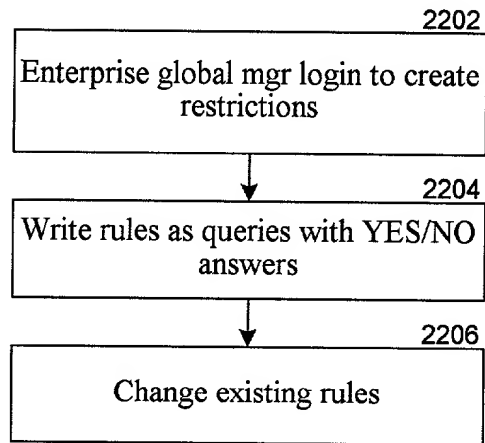 2202
Enterprise global mgr login to create
restrictions
2204
Write rules as queries with YES/NO
answers
2206
Change existing rules